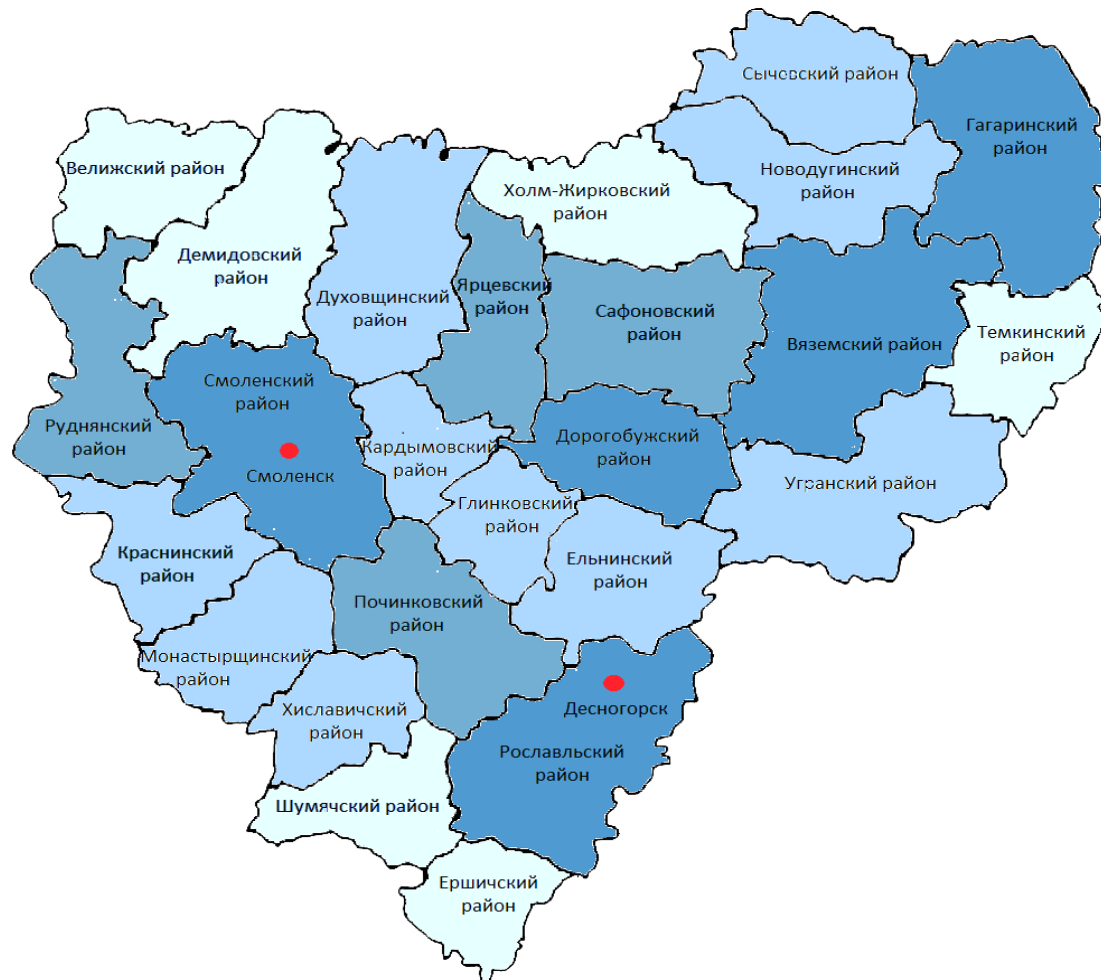 Сычевский район
Гагаринский
район
Велижский район
Новодугинский
район
Холм-Жирковский
район
Демидовский
район
Духовщинский
район
Ярцевский
район
Сафоновский
район
Вяземский район
Темкинский
район
Смоленский
район
Руднянский
район
Смоленск
Кардымовский
район
Дорогобужский
район
Угранский район
Глинковский
район
Краснинский
район
Ельнинский
район
Починковский
район
Монастырщинский
район
Хиславичский
район
Десногорск
Рославльский
район
Шумячский район
Ершичский
район